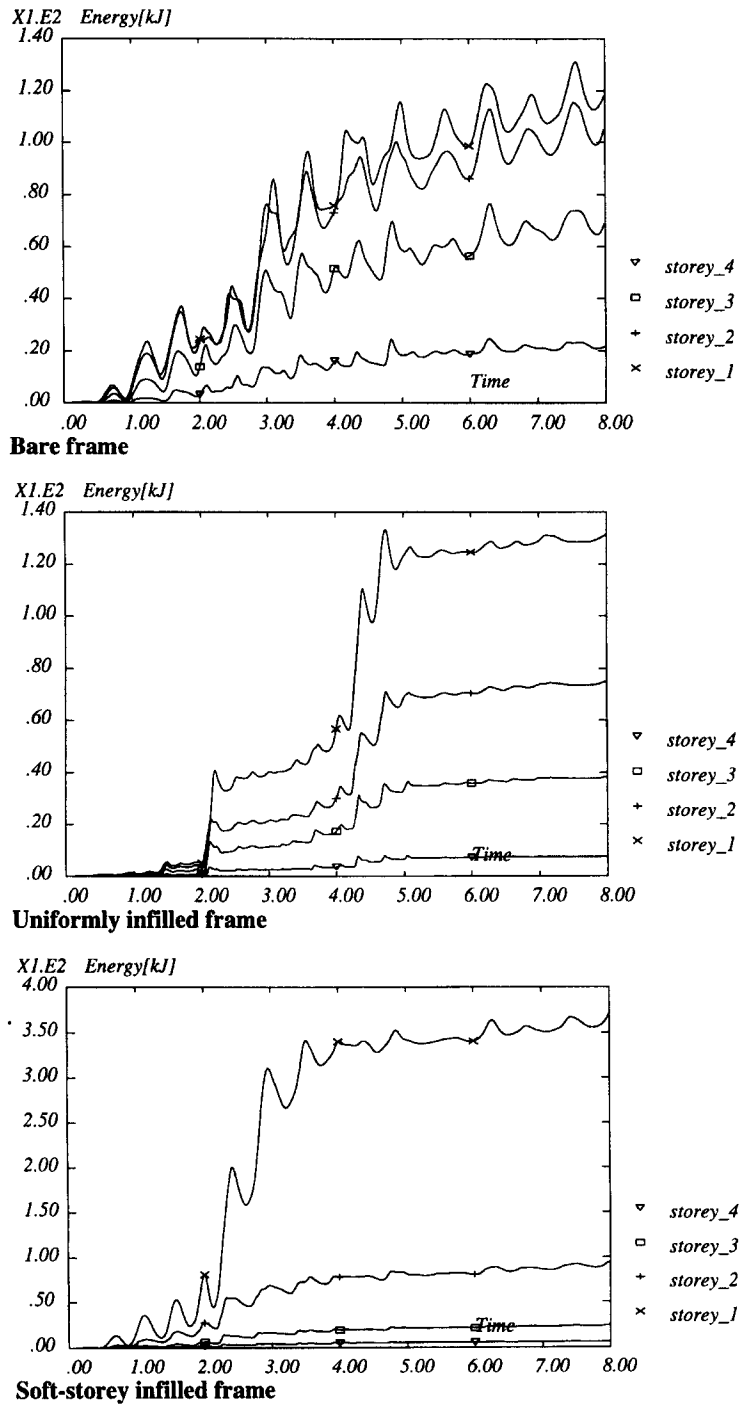 X1.E2 Energy[kJ]
1.40
1.20
1.00
.80
.60
.40
.20
.00
Time
1.00 2.00 3.00 4.00 5.00 6.00 7.00 8.00
storey_4
storey_3
storey_2
storey_1
Bare frame
X1.E2 Energy[kJ]
1.40
1.20
1.00
.80
.60
.40
.20
.00
Time
1.00 2.00 3.00 4.00 5.00 6.00 7.00 8.00
storey_4
storey_3
storey_2
storey_1
Uniformly infilled frame
X1.E2 Energy[kJ]
4.00
3.50
3.00
2.50
2.00
1.50
1.00
.50
.00
Time
1.00 2.00 3.00 4.00 5.00 6.00 7.00 8.00
storey_4
storey_3
storey_2
storey_1
Soft-storey infilled frame